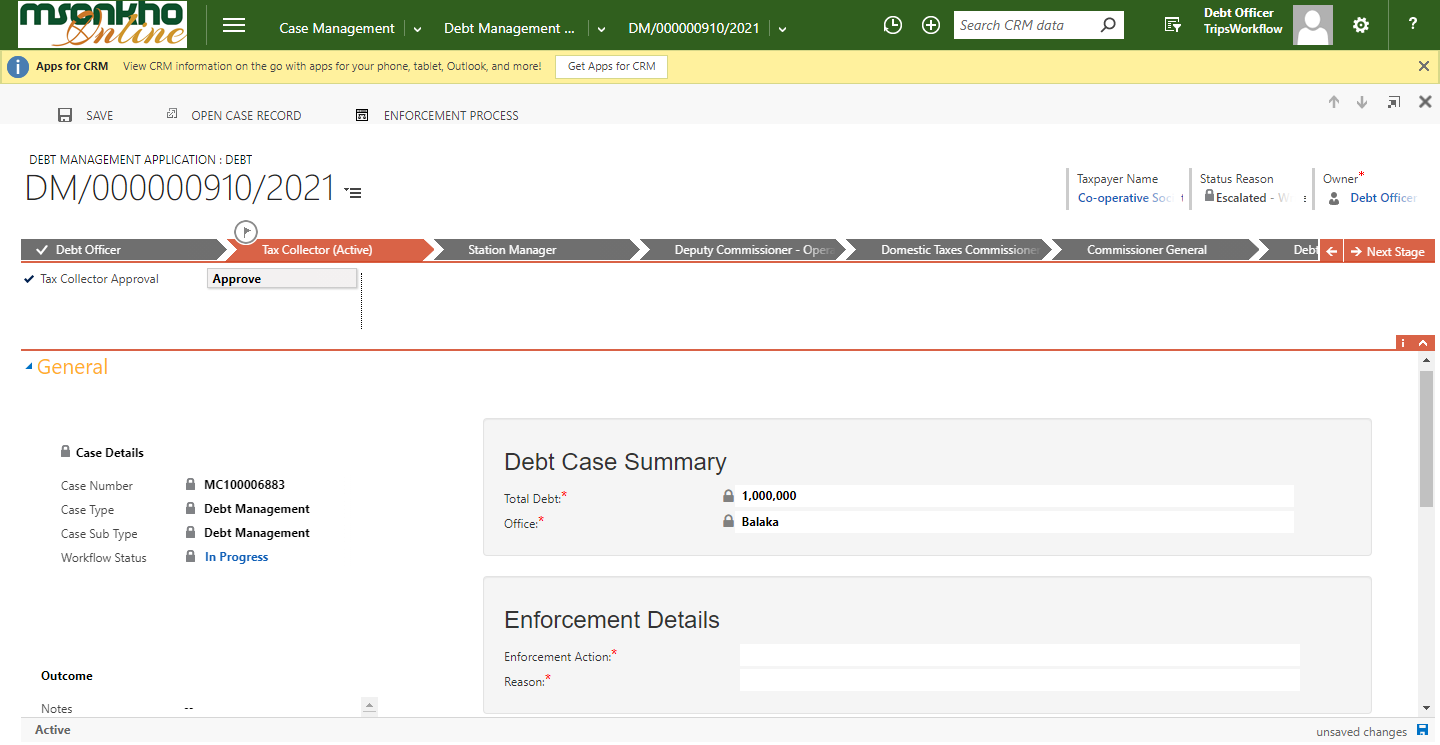 msonkho
Online
Case Management
Debt Management ...
DM/000000910/2021
Search CRM data
Debt Officer
TripsWorkflow
?
i
Apps for CRM
View CRM information on the go with apps for your phone, tablet, Outlook, and more!
Get Apps for CRM
SAVE
OPEN CASE RECORD
ENFORCEMENT PROCESS
DEBT MANAGEMENT APPLICATION : DEBT
DM/000000910/2021
Taxpayer Name
Co-operative Soc
Status Reason
Escalated - W
Owner*
Debt Officer
Debt Officer
Tax Collector (Active)
Station Manager
Deputy Commissioner - Oper
Domestic Taxes Commissioner
Commissioner General
Debt
Next Stage
Tax Collector Approval
Approve
i
General
Case Details
Case Number
MC100006883
Case Type
Debt Management
Case Sub Type
Debt Management
Workflow Status
In Progress
Outcome
Notes
--
Debt Case Summary
Total Debt:*
1,000,000
Office:*
Balaka
Enforcement Details
Enforcement Action:*
Reason:*
Active
unsaved changes